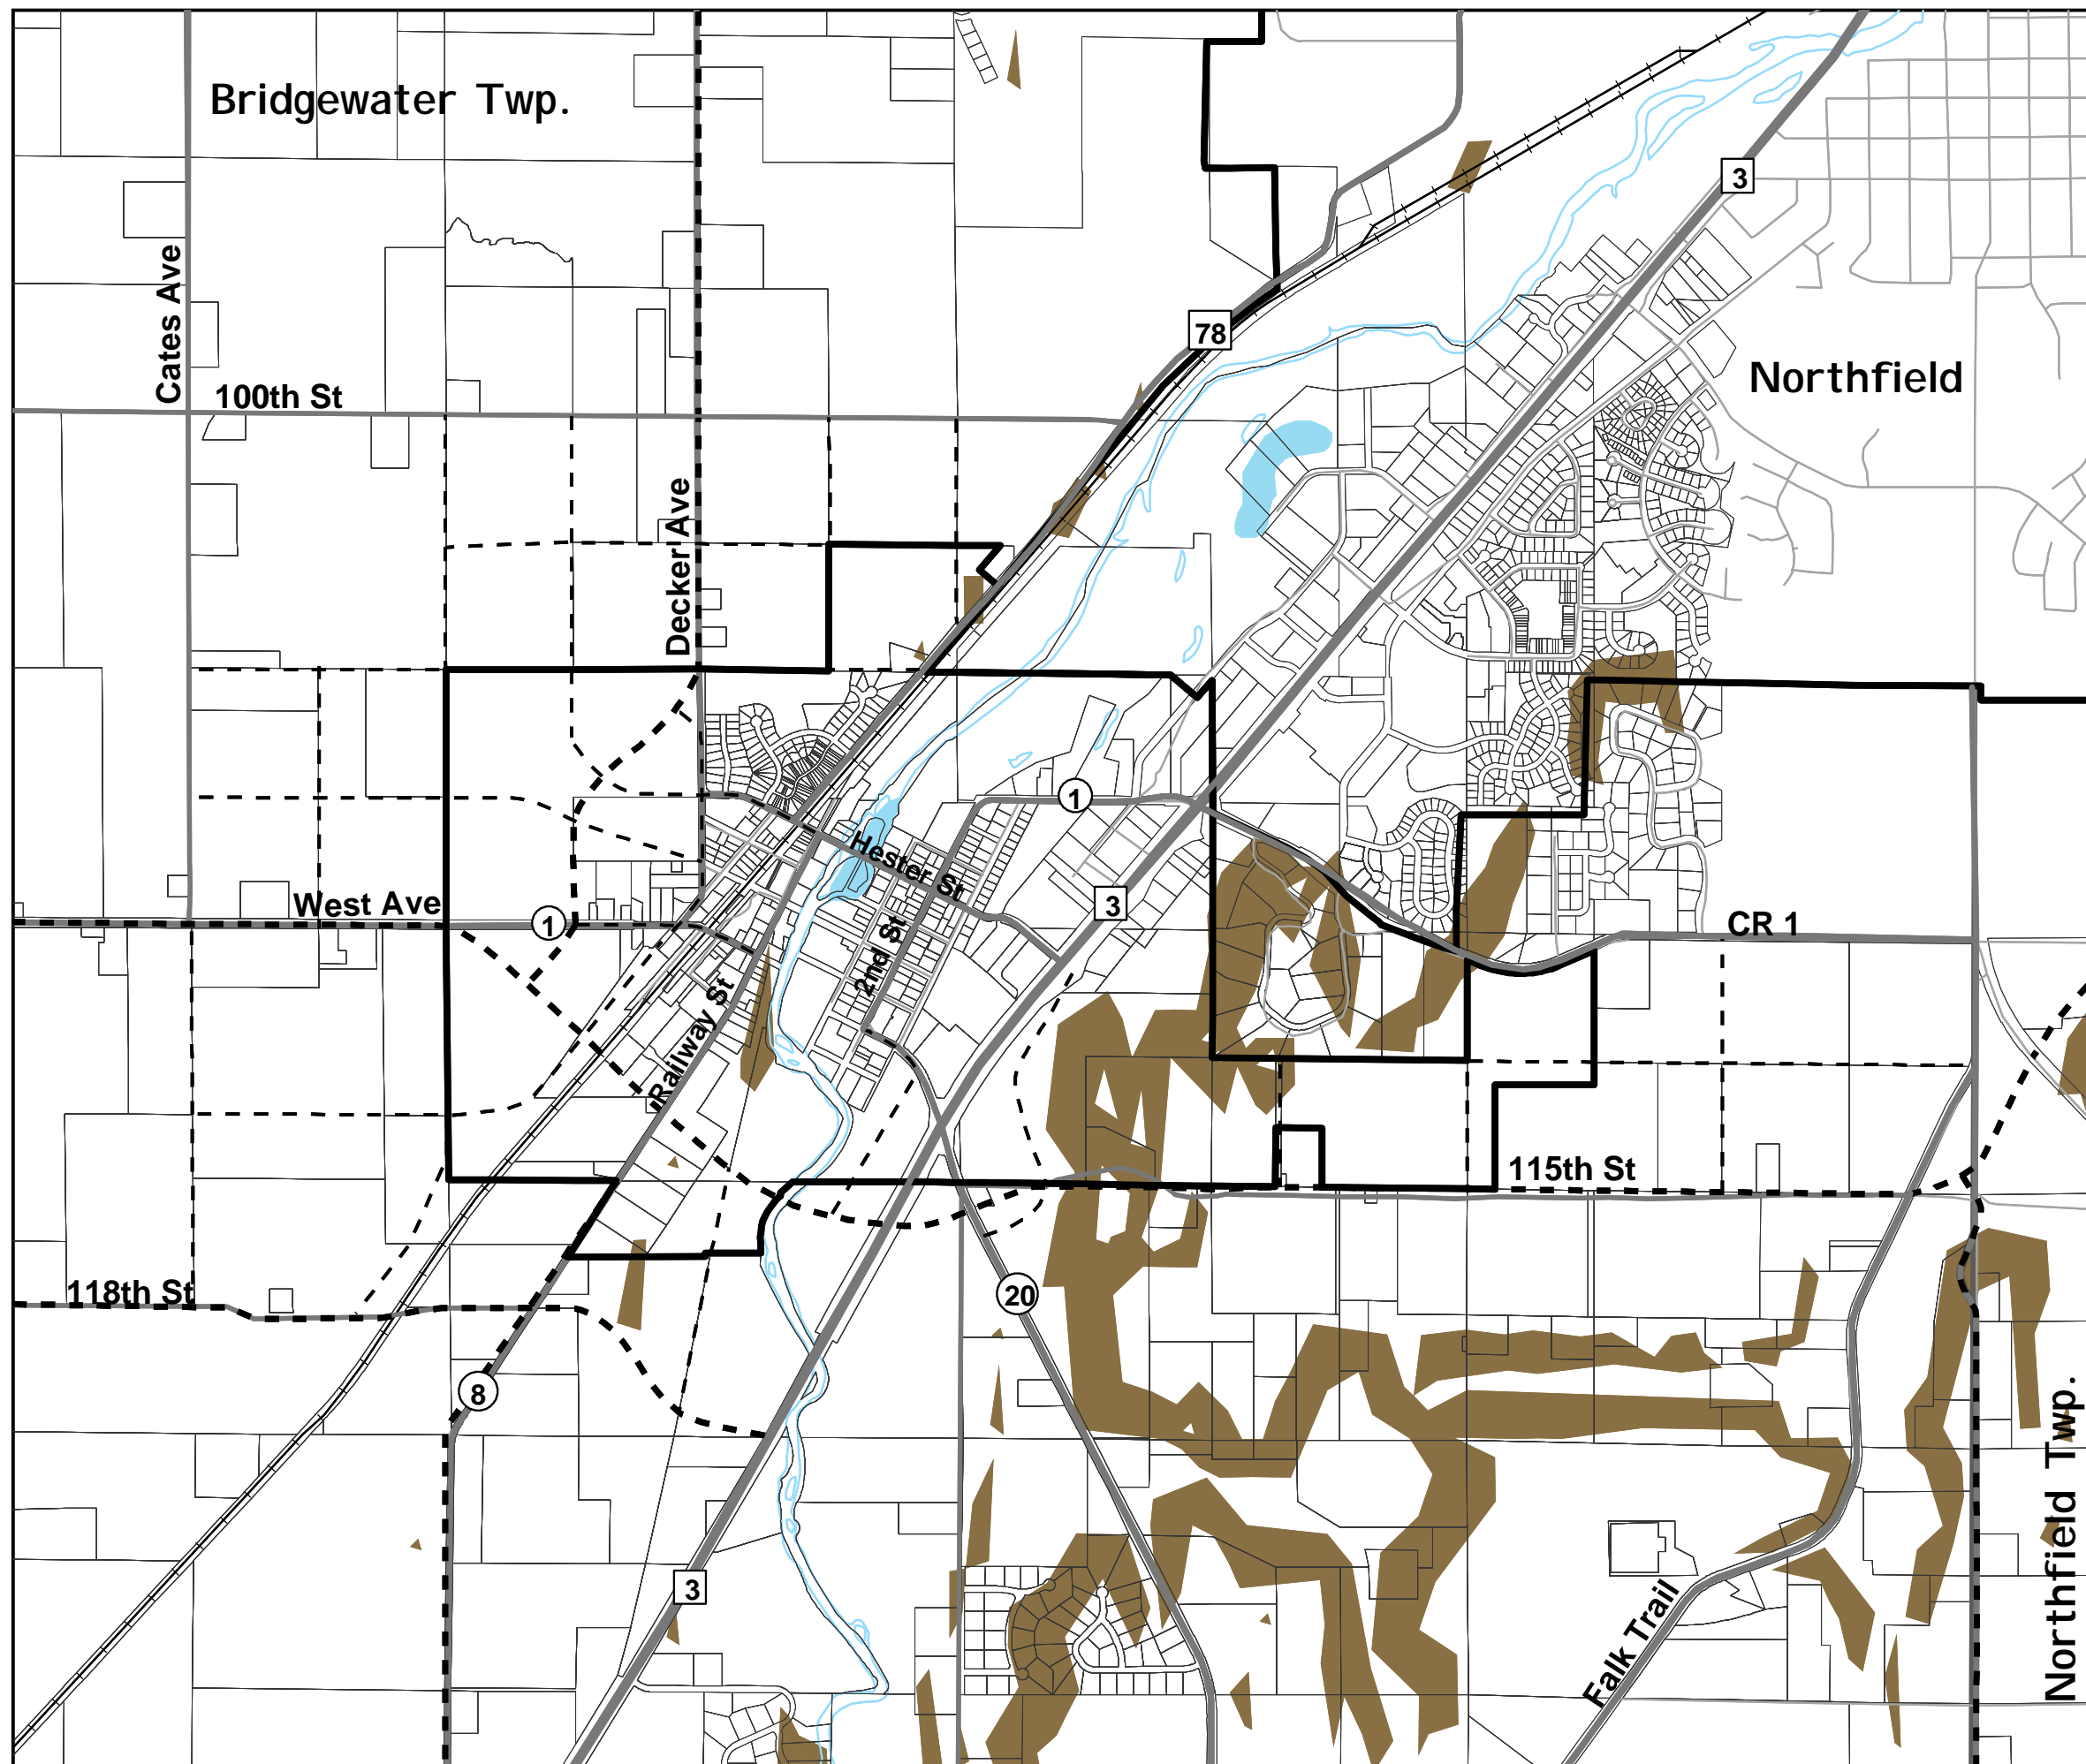 Bridgewater Twp.
3
Cates Ave
78
Northfield
100th St
Decker Ave
1
Hester St
West Ave
3
1
CR 1
2nd St
Railway St
115th St
118th St
20
8
Northfield Twp.
3
Falk Trail